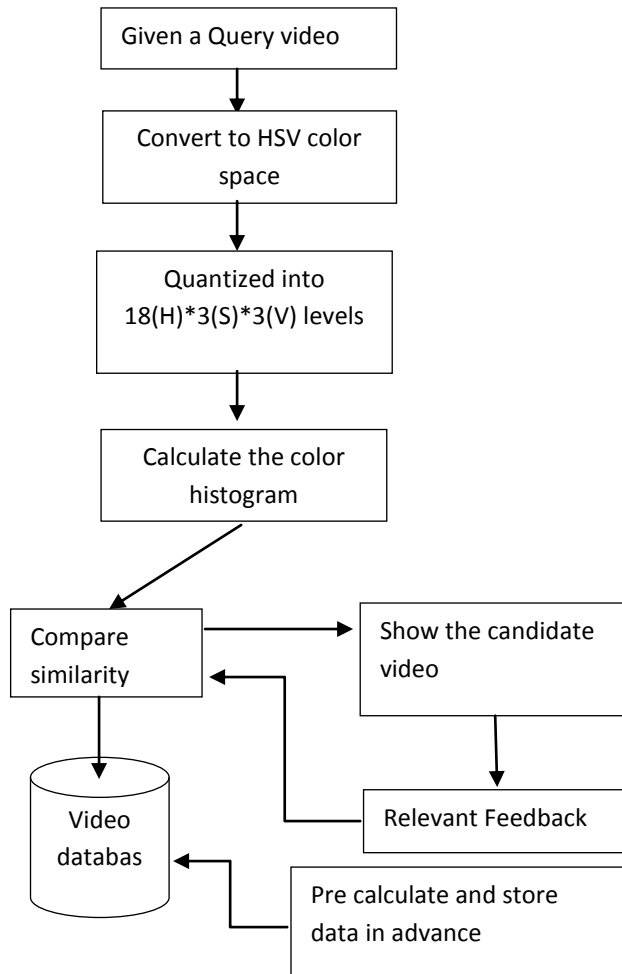 Given a Query video
Convert to HSV color
space
Quantized into
18(H)*3(S)*3(V) levels
Calculate the color
histogram
Compare
similarity
Show the candidate
video
Video
databas
Relevant Feedback
Pre calculate and store
data in advance